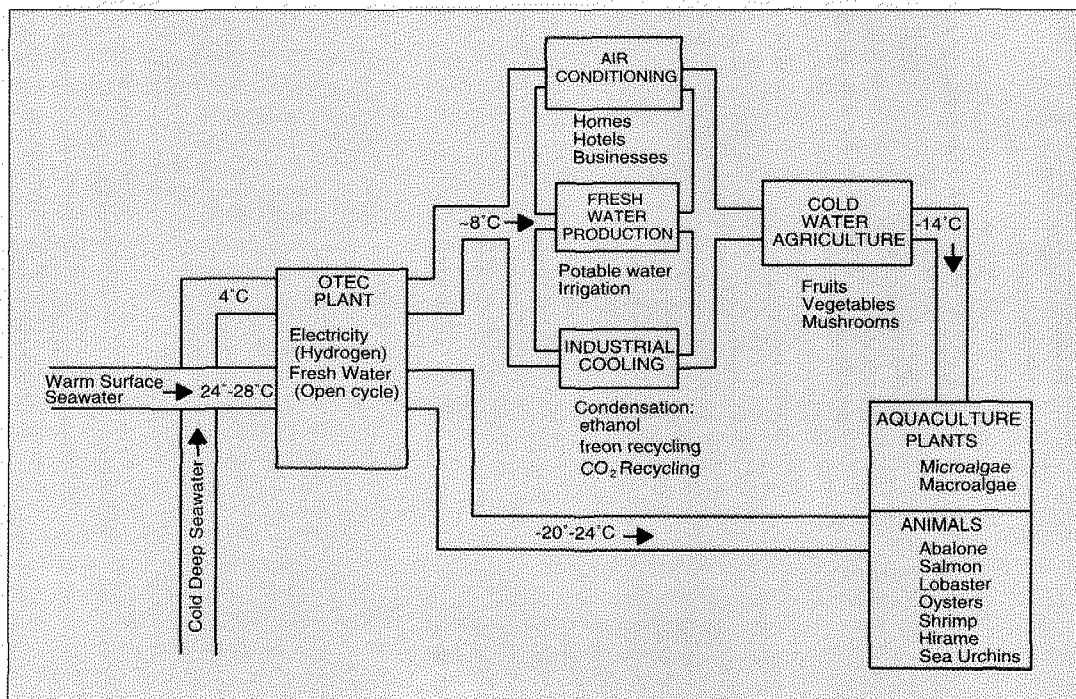 AIR
CONDITIONING
Homes
Hotels
Businesses
~8°C
FRESH
WATER
PRODUCTION
Potable water
Irrigation
COLD
WATER
AGRICULTURE
-14°C
Fruits
Vegetables
Mushrooms
4°C
OTEC
PLANT
Electricity
(Hydrogen)
Fresh Water
(Open cycle)
Warm Surface
Seawater
24°-28°C
Cold Deep Seawater
INDUSTRIAL
COOLING
Condensation:
ethanol
freon recycling
CO₂ Recycling
-20°-24°C
AQUACULTURE
PLANTS
Microalgae
Macroalgae
ANIMALS
Abalone
Salmon
Lobaster
Oysters
Shrimp
Hirame
Sea Urchins